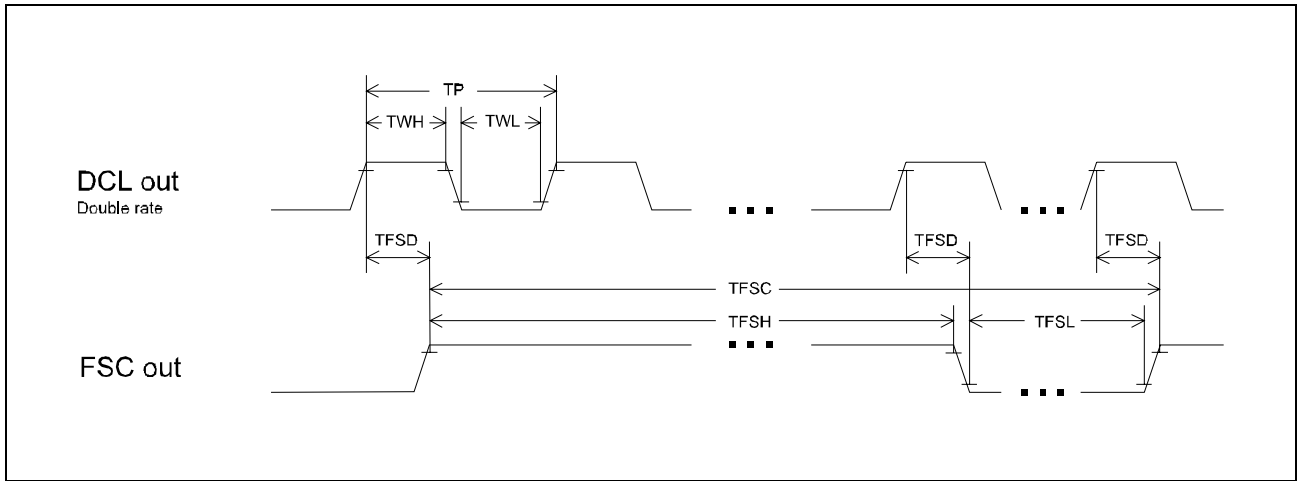 TP
TWH TWL
DCL out
Double rate
TFSD TFSD TFSD
TFSC
TFSH TFSL
FSC out